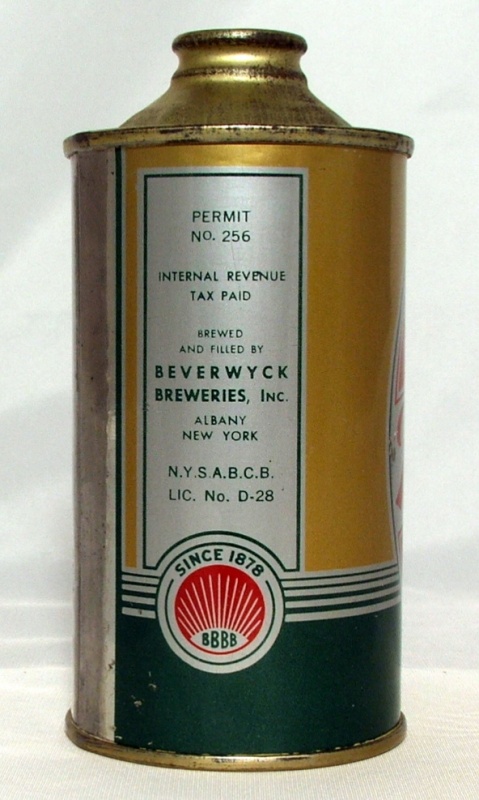 PERMIT
No. 256
INTERNAL REVENUE
TAX PAID
BREWED
AND FILLED BY
BEVERWYCK
BREWERIES, Inc.
ALBANY
NEW YORK
N.Y.S.A.B.C.B.
LIC. No. D-28
SINCE 1878
BBBB